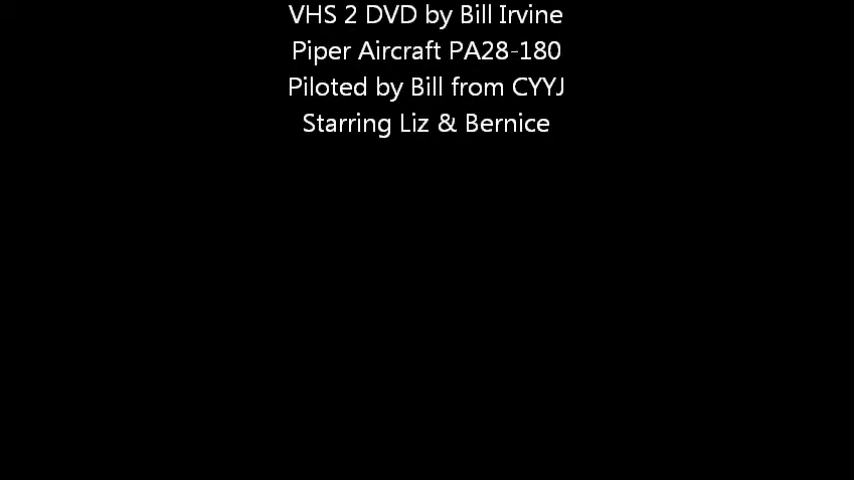 VHS 2 DVD by Bill Irvine
Piper Aircraft PA28-180
Piloted by Bill from CYYJ
Starring Liz & Bernice